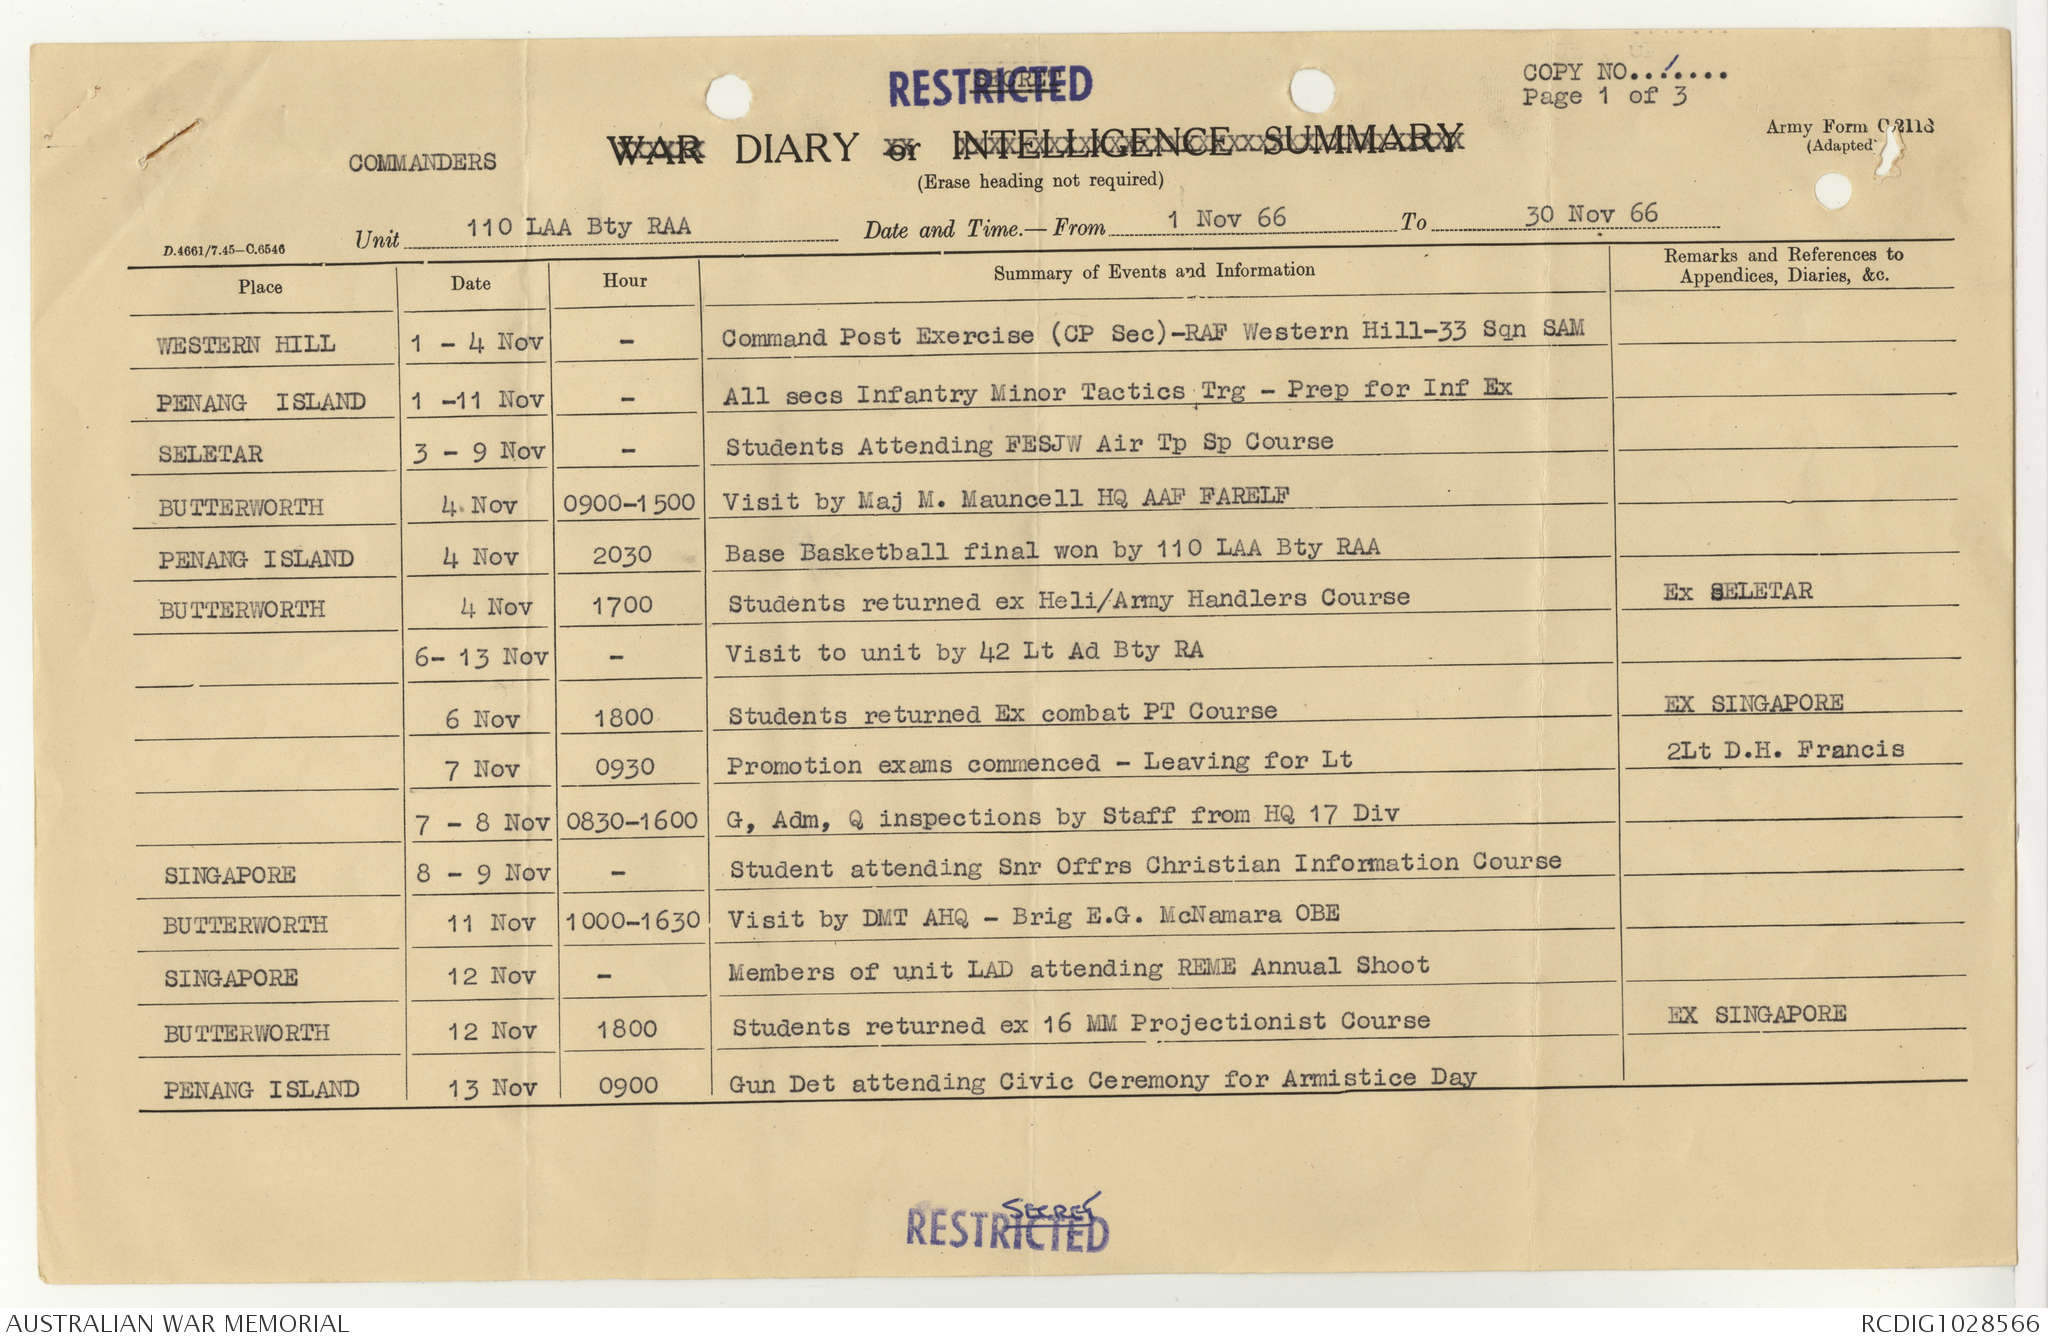 RESTRICTED
SECRET
COPY NO...1....
Page 1 of 3
COMMANDERS
WAR DIARY or INTELLIGENCE SUMMARY
(Erase heading not required)
Army Form C.2118
(Adapted)
D.4661/7.45—C.6546
Unit 110 LAA Bty RAA Date and Time.—From 1 Nov 66 To 30 Nov 66
Place Date Hour Summary of Events and Information Remarks and References to Appendices, Diaries, &c.
WESTERN HILL 1 - 4 Nov - Command Post Exercise (CP Sec)-RAF Western Hill-33 Sqn SAM
PENANG ISLAND 1 -11 Nov - All secs Infantry Minor Tactics Trg - Prep for Inf Ex
SELETAR 3 - 9 Nov - Students Attending FESJW Air Tp Sp Course
BUTTERWORTH 4 Nov 0900-1500 Visit by Maj M. Mauncell HQ AAF FARELF
PENANG ISLAND 4 Nov 2030 Base Basketball final won by 110 LAA Bty RAA
BUTTERWORTH 4 Nov 1700 Students returned ex Heli/Army Handlers Course Ex SELETAR
6- 13 Nov - Visit to unit by 42 Lt Ad Bty RA
6 Nov 1800 Students returned Ex combat PT Course EX SINGAPORE
7 Nov 0930 Promotion exams commenced - Leaving for Lt 2Lt D.H. Francis
7 - 8 Nov 0830-1600 G, Adm, Q inspections by Staff from HQ 17 Div
SINGAPORE 8 - 9 Nov - Student attending Snr Offrs Christian Information Course
BUTTERWORTH 11 Nov 1000-1630 Visit by DMT AHQ - Brig E.G. McNamara OBE
SINGAPORE 12 Nov - Members of unit LAD attending REME Annual Shoot
BUTTERWORTH 12 Nov 1800 Students returned ex 16 MM Projectionist Course EX SINGAPORE
PENANG ISLAND 13 Nov 0900 Gun Det attending Civic Ceremony for Armistice Day
SECRET
RESTRICTED
AUSTRALIAN WAR MEMORIAL
RCDIG1028566